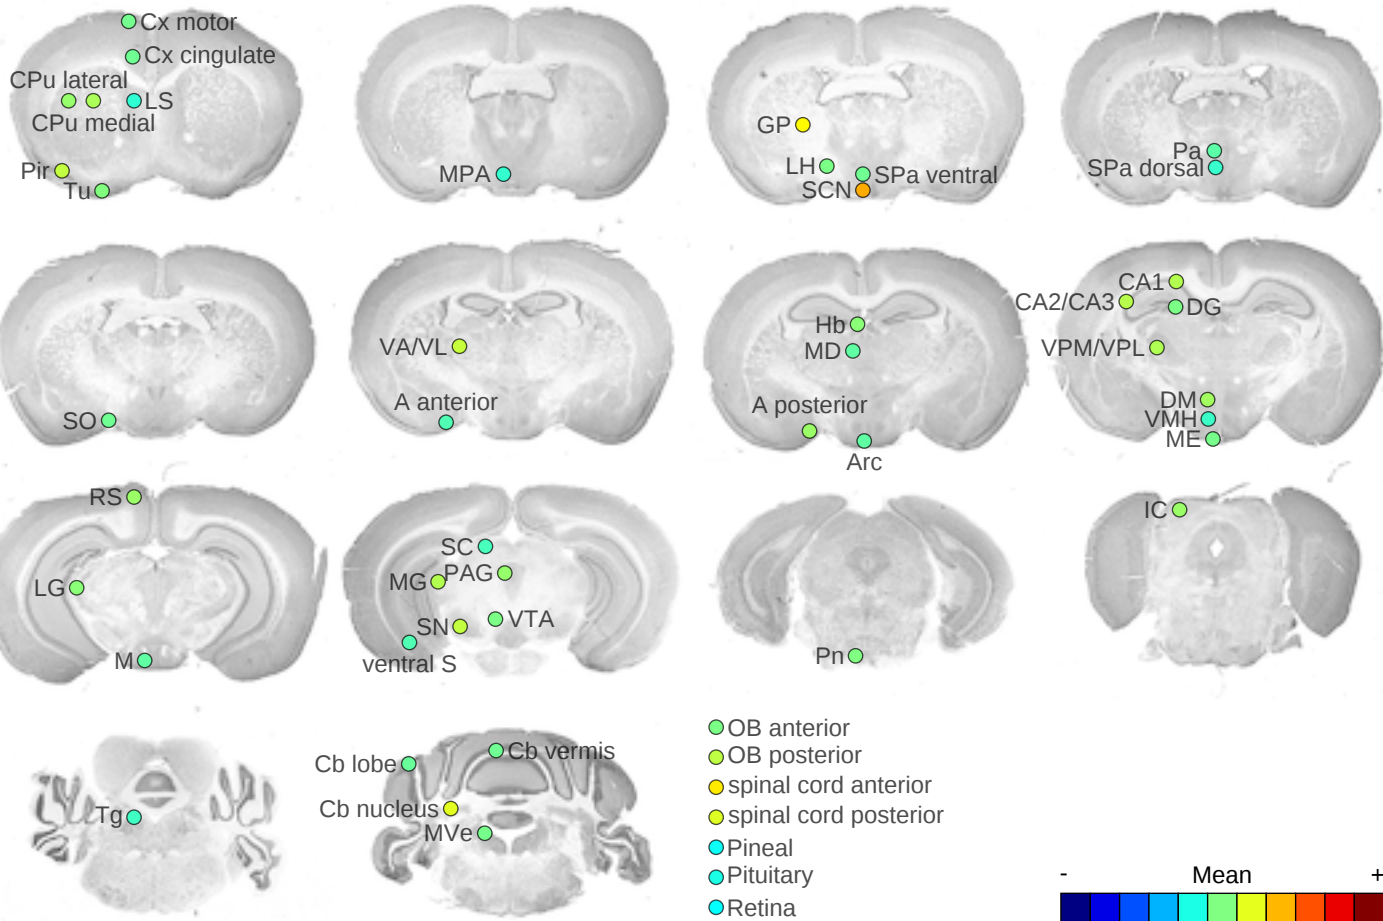 Cx motor
Cx cingulate
CPu lateral
LS
CPu medial
Pir
Tu
MPA
GP
LH
SPa ventral
SCN
Pa
SPa dorsal
SO
VA/VL
A anterior
Hb
MD
A posterior
Arc
CA1
CA2/CA3
DG
VPM/VPL
DM
VMH
ME
RS
LG
M
SC
PAG
MG
SN
VTA
ventral S
Pn
IC
Tg
Cb lobe
Cb vermis
Cb nucleus
MVe
OB anterior
OB posterior
spinal cord anterior
spinal cord posterior
Pineal
Pituitary
Retina
- Mean +